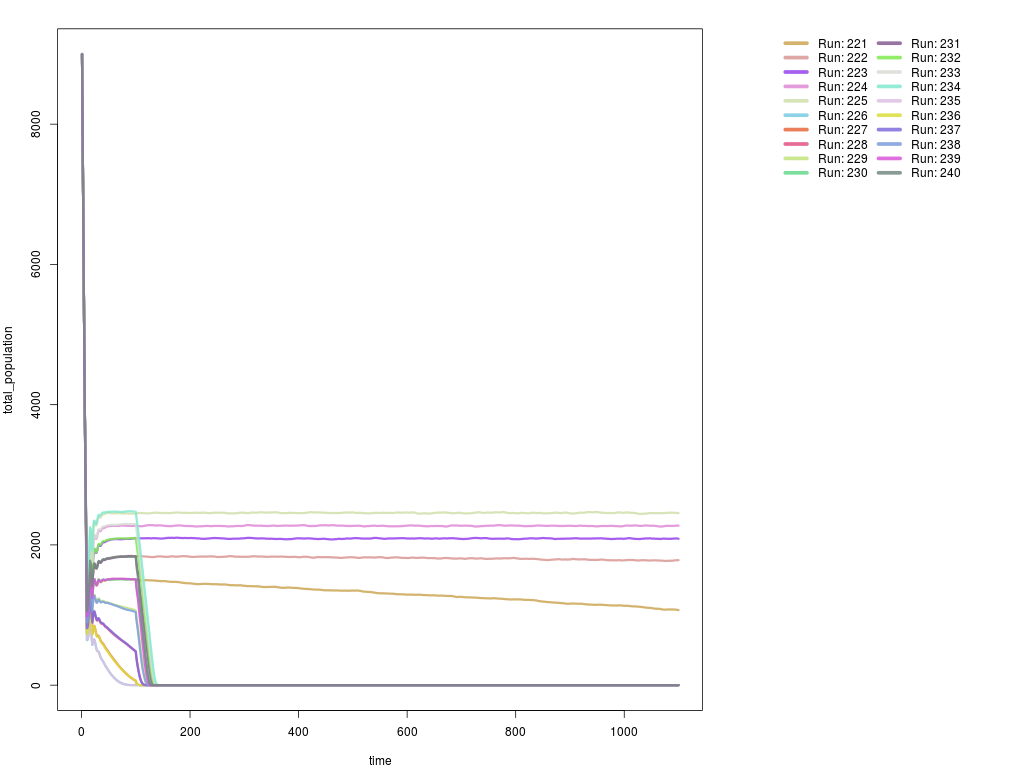 total_population
8000
6000
4000
2000
0
0 200 400 600 800 1000
time
Run: 221 Run: 231
Run: 222 Run: 232
Run: 223 Run: 233
Run: 224 Run: 234
Run: 225 Run: 235
Run: 226 Run: 236
Run: 227 Run: 237
Run: 228 Run: 238
Run: 229 Run: 239
Run: 230 Run: 240